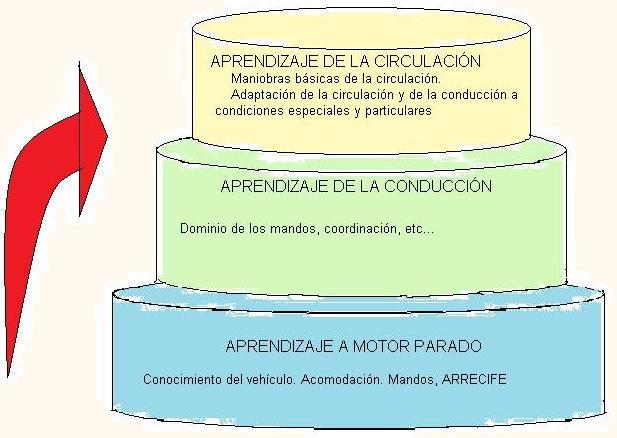 APRENDIZAJE DE LA CIRCULACIÓN
Maniobras básicas de la circulación.
Adaptación de la circulación y de la conducción a
condiciones especiales y particulares
APRENDIZAJE DE LA CONDUCCIÓN
Dominio de los mandos, coordinación, etc...
APRENDIZAJE A MOTOR PARADO
Conocimiento del vehículo. Acomodación. Mandos, ARRECIFE